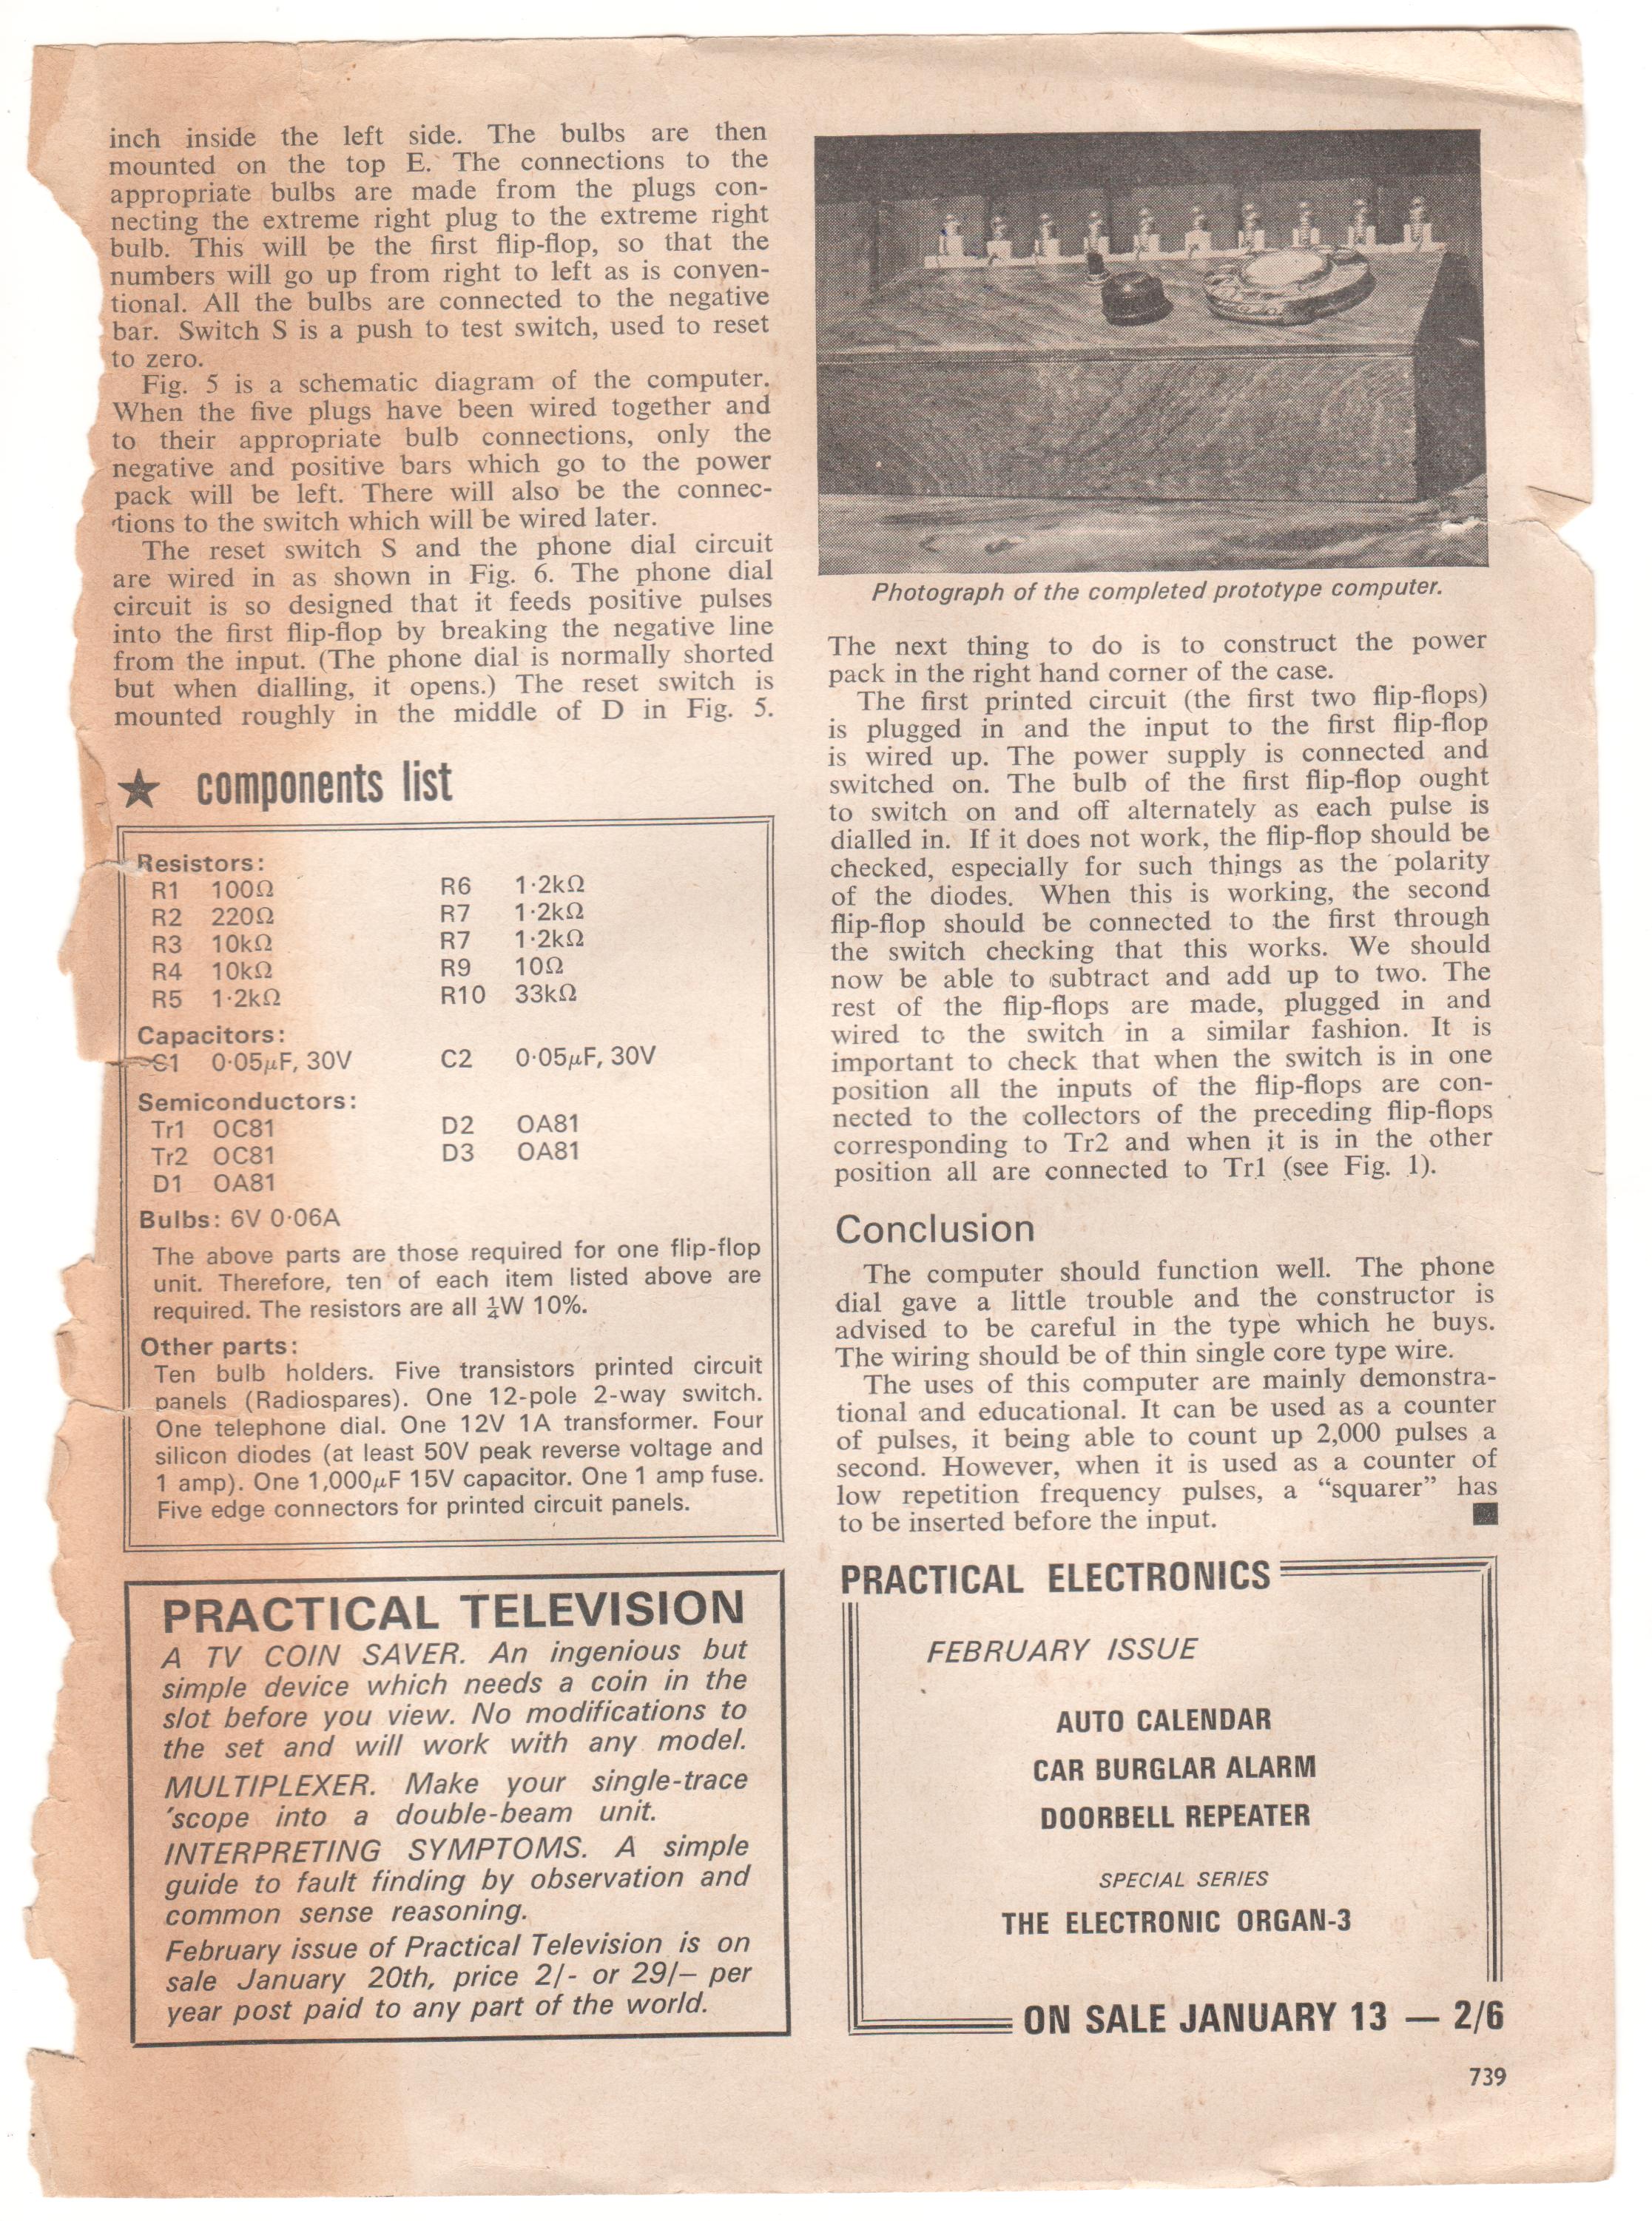 inch inside the left side. The bulbs are then
mounted on the top E. The connections to the
appropriate bulbs are made from the plugs con-
necting the extreme right plug to the extreme right
bulb. This will be the first flip-flop, so that the
numbers will go up from right to left as is conven-
tional. All the bulbs are connected to the negative
bar. Switch S is a push to test switch, used to reset
to zero.
Fig. 5 is a schematic diagram of the computer.
When the five plugs have been wired together and
to their appropriate bulb connections, only the
negative and positive bars which go to the power
pack will be left. There will also be the connec-
tions to the switch which will be wired later.
The reset switch S and the phone dial circuit
are wired in as shown in Fig. 6. The phone dial
circuit is so designed that it feeds positive pulses
into the first flip-flop by breaking the negative line
from the input. (The phone dial is normally shorted
but when dialling, it opens.) The reset switch is
mounted roughly in the middle of D in Fig. 5.
★ components list
Resistors:
R1 100Ω R6 1·2kΩ
R2 220Ω R7 1·2kΩ
R3 10kΩ R7 1·2kΩ
R4 10kΩ R9 10Ω
R5 1·2kΩ R10 33kΩ
Capacitors:
C1 0·05μF, 30V C2 0·05μF, 30V
Semiconductors:
Tr1 OC81 D2 OA81
Tr2 OC81 D3 OA81
D1 OA81
Bulbs: 6V 0·06A
The above parts are those required for one flip-flop
unit. Therefore, ten of each item listed above are
required. The resistors are all ¼W 10%.
Other parts:
Ten bulb holders. Five transistors printed circuit
panels (Radiospares). One 12-pole 2-way switch.
One telephone dial. One 12V 1A transformer. Four
silicon diodes (at least 50V peak reverse voltage and
1 amp). One 1,000μF 15V capacitor. One 1 amp fuse.
Five edge connectors for printed circuit panels.
PRACTICAL TELEVISION
A TV COIN SAVER. An ingenious but
simple device which needs a coin in the
slot before you view. No modifications to
the set and will work with any model.
MULTIPLEXER. Make your single-trace
'scope into a double-beam unit.
INTERPRETING SYMPTOMS. A simple
guide to fault finding by observation and
common sense reasoning.
February issue of Practical Television is on
sale January 20th, price 2/- or 29/– per
year post paid to any part of the world.
Photograph of the completed prototype computer.
The next thing to do is to construct the power
pack in the right hand corner of the case.
The first printed circuit (the first two flip-flops)
is plugged in and the input to the first flip-flop
is wired up. The power supply is connected and
switched on. The bulb of the first flip-flop ought
to switch on and off alternately as each pulse is
dialled in. If it does not work, the flip-flop should be
checked, especially for such things as the polarity
of the diodes. When this is working, the second
flip-flop should be connected to the first through
the switch checking that this works. We should
now be able to subtract and add up to two. The
rest of the flip-flops are made, plugged in and
wired to the switch in a similar fashion. It is
important to check that when the switch is in one
position all the inputs of the flip-flops are con-
nected to the collectors of the preceding flip-flops
corresponding to Tr2 and when it is in the other
position all are connected to Tr1 (see Fig. 1).
Conclusion
The computer should function well. The phone
dial gave a little trouble and the constructor is
advised to be careful in the type which he buys.
The wiring should be of thin single core type wire.
The uses of this computer are mainly demonstra-
tional and educational. It can be used as a counter
of pulses, it being able to count up 2,000 pulses a
second. However, when it is used as a counter of
low repetition frequency pulses, a “squarer” has
to be inserted before the input. ■
PRACTICAL ELECTRONICS
FEBRUARY ISSUE
AUTO CALENDAR
CAR BURGLAR ALARM
DOORBELL REPEATER
SPECIAL SERIES
THE ELECTRONIC ORGAN-3
ON SALE JANUARY 13 — 2/6
739